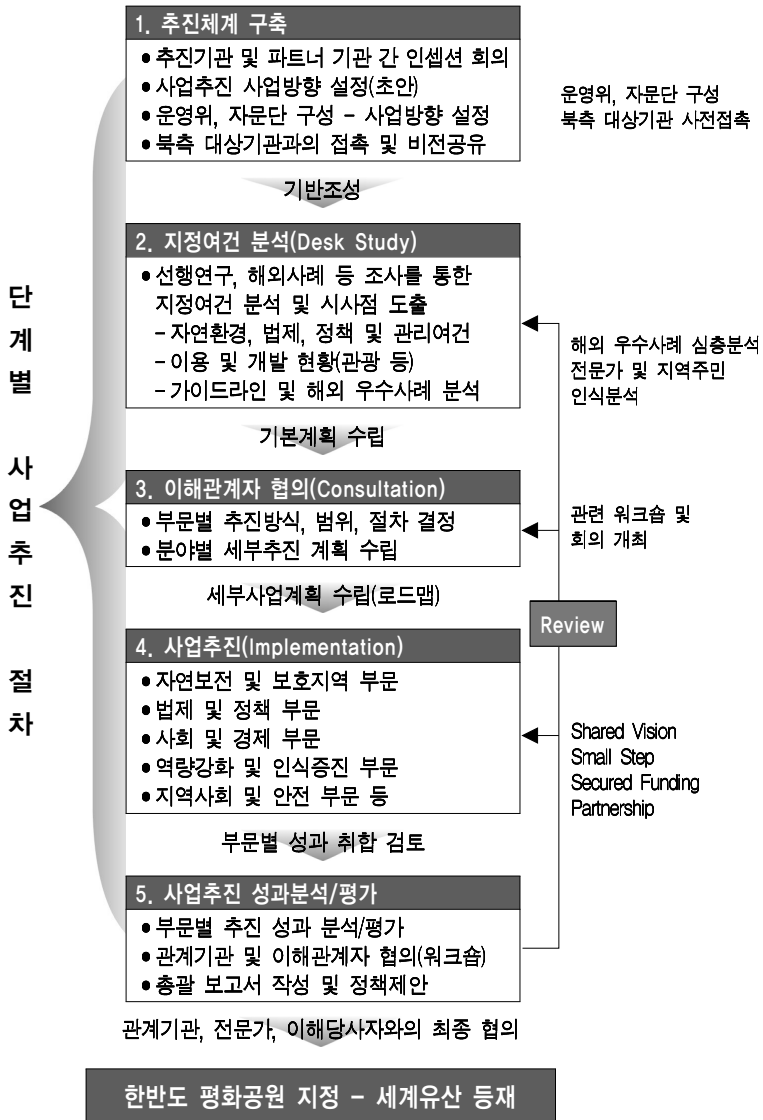 단계별 사업추진 절차
1. 추진체계 구축
● 추진기관 및 파트너 기관 간 인셉션 회의
● 사업추진 사업방향 설정(초안)
● 운영위, 자문단 구성 – 사업방향 설정
● 북측 대상기관과의 접촉 및 비전공유
운영위, 자문단 구성
북측 대상기관 사전접촉
기반조성
2. 지정여건 분석(Desk Study)
● 선행연구, 해외사례 등 조사를 통한
지정여건 분석 및 시사점 도출
– 자연환경, 법제, 정책 및 관리여건
– 이용 및 개발 현황(관광 등)
– 가이드라인 및 해외 우수사례 분석
해외 우수사례 심층분석
전문가 및 지역주민
인식분석
기본계획 수립
3. 이해관계자 협의(Consultation)
● 부문별 추진방식, 범위, 절차 결정
● 분야별 세부추진 계획 수립
관련 워크숍 및
회의 개최
세부사업계획 수립(로드맵)
Review
4. 사업추진(Implementation)
● 자연보전 및 보호지역 부문
● 법제 및 정책 부문
● 사회 및 경제 부문
● 역량강화 및 인식증진 부문
● 지역사회 및 안전 부문 등
Shared Vision
Small Step
Secured Funding
Partnership
부문별 성과 취합 검토
5. 사업추진 성과분석/평가
● 부문별 추진 성과 분석/평가
● 관계기관 및 이해관계자 협의(워크숍)
● 총괄 보고서 작성 및 정책제안
관계기관, 전문가, 이해당사자와의 최종 협의
한반도 평화공원 지정 – 세계유산 등재